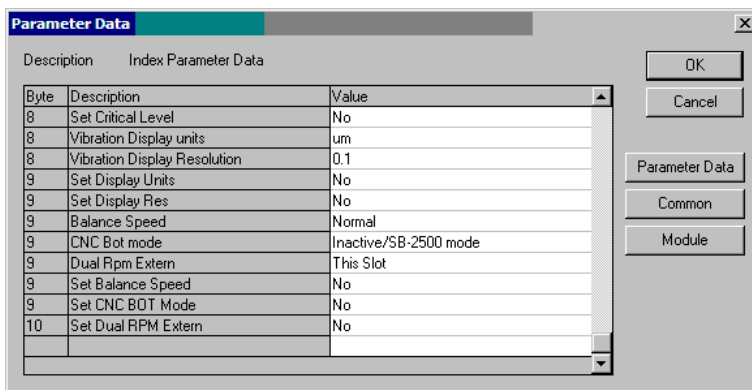 Parameter Data
Description Index Parameter Data
OK
Cancel
Parameter Data
Common
Module
Byte Description Value
8 Set Critical Level No
8 Vibration Display units um
8 Vibration Display Resolution 0.1
9 Set Display Units No
9 Set Display Res No
9 Balance Speed Normal
9 CNC Bot mode Inactive/SB-2500 mode
9 Dual Rpm Extern This Slot
9 Set Balance Speed No
9 Set CNC BOT Mode No
10 Set Dual RPM Extern No